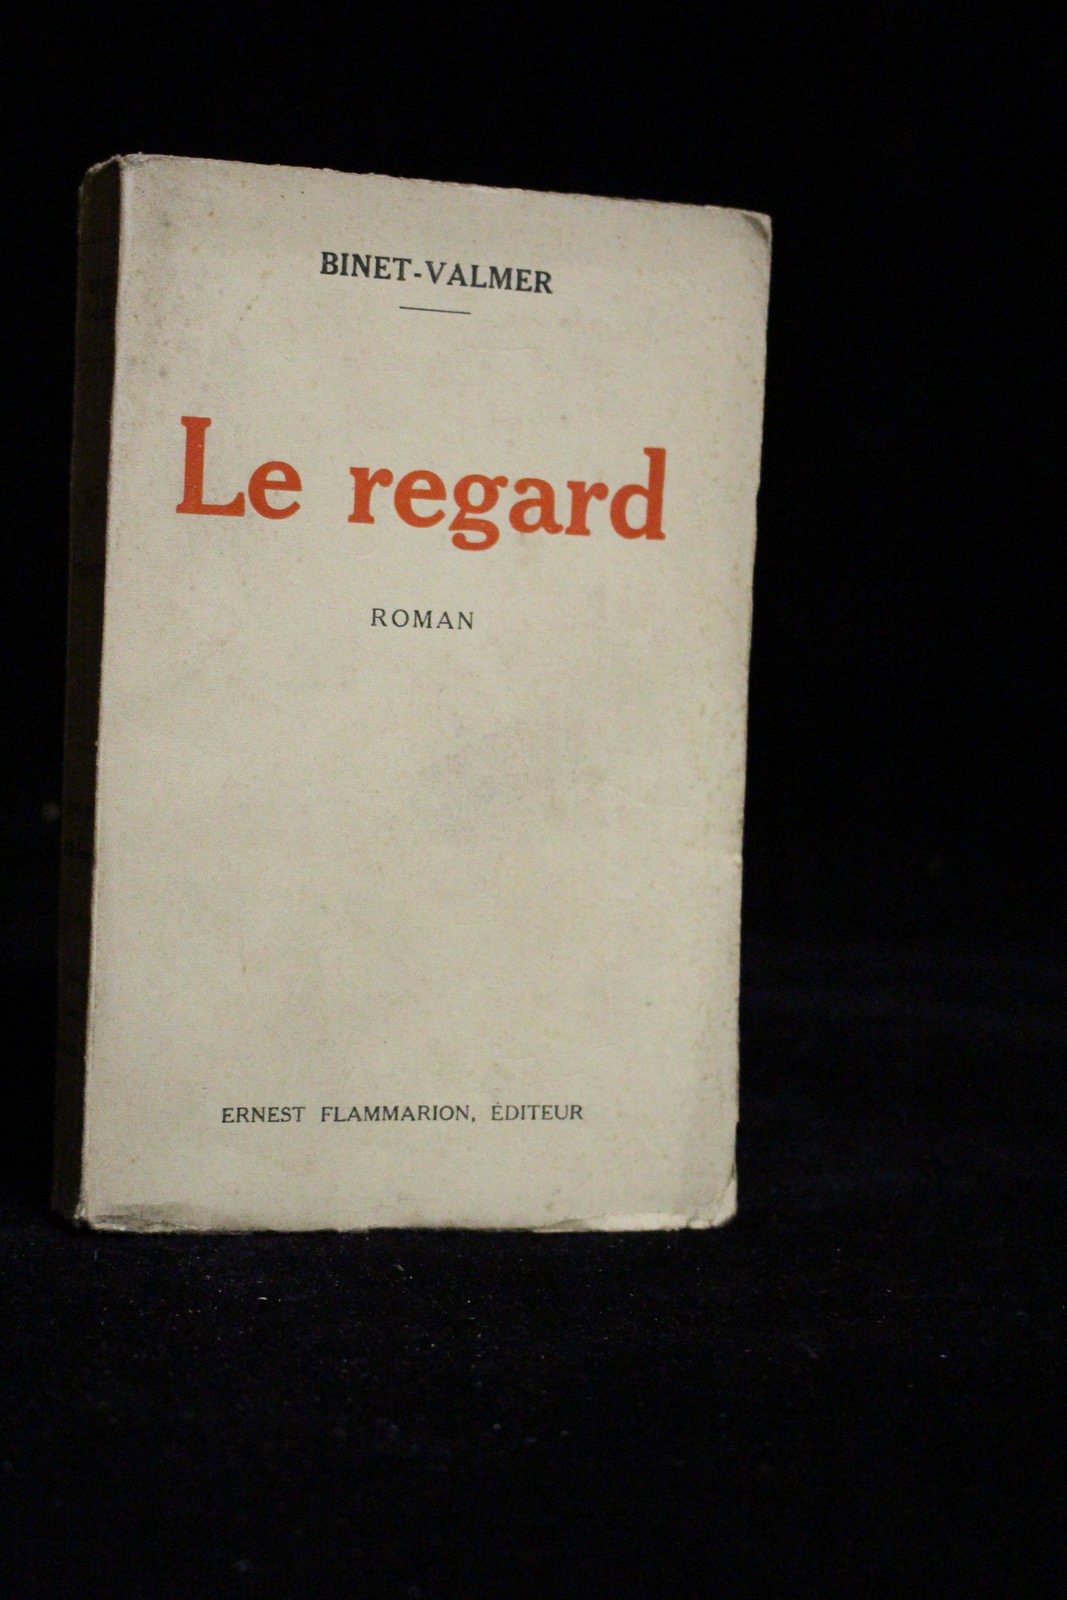 BINET-VALMER
Le regard
ROMAN
ERNEST FLAMMARION, ÉDITEUR